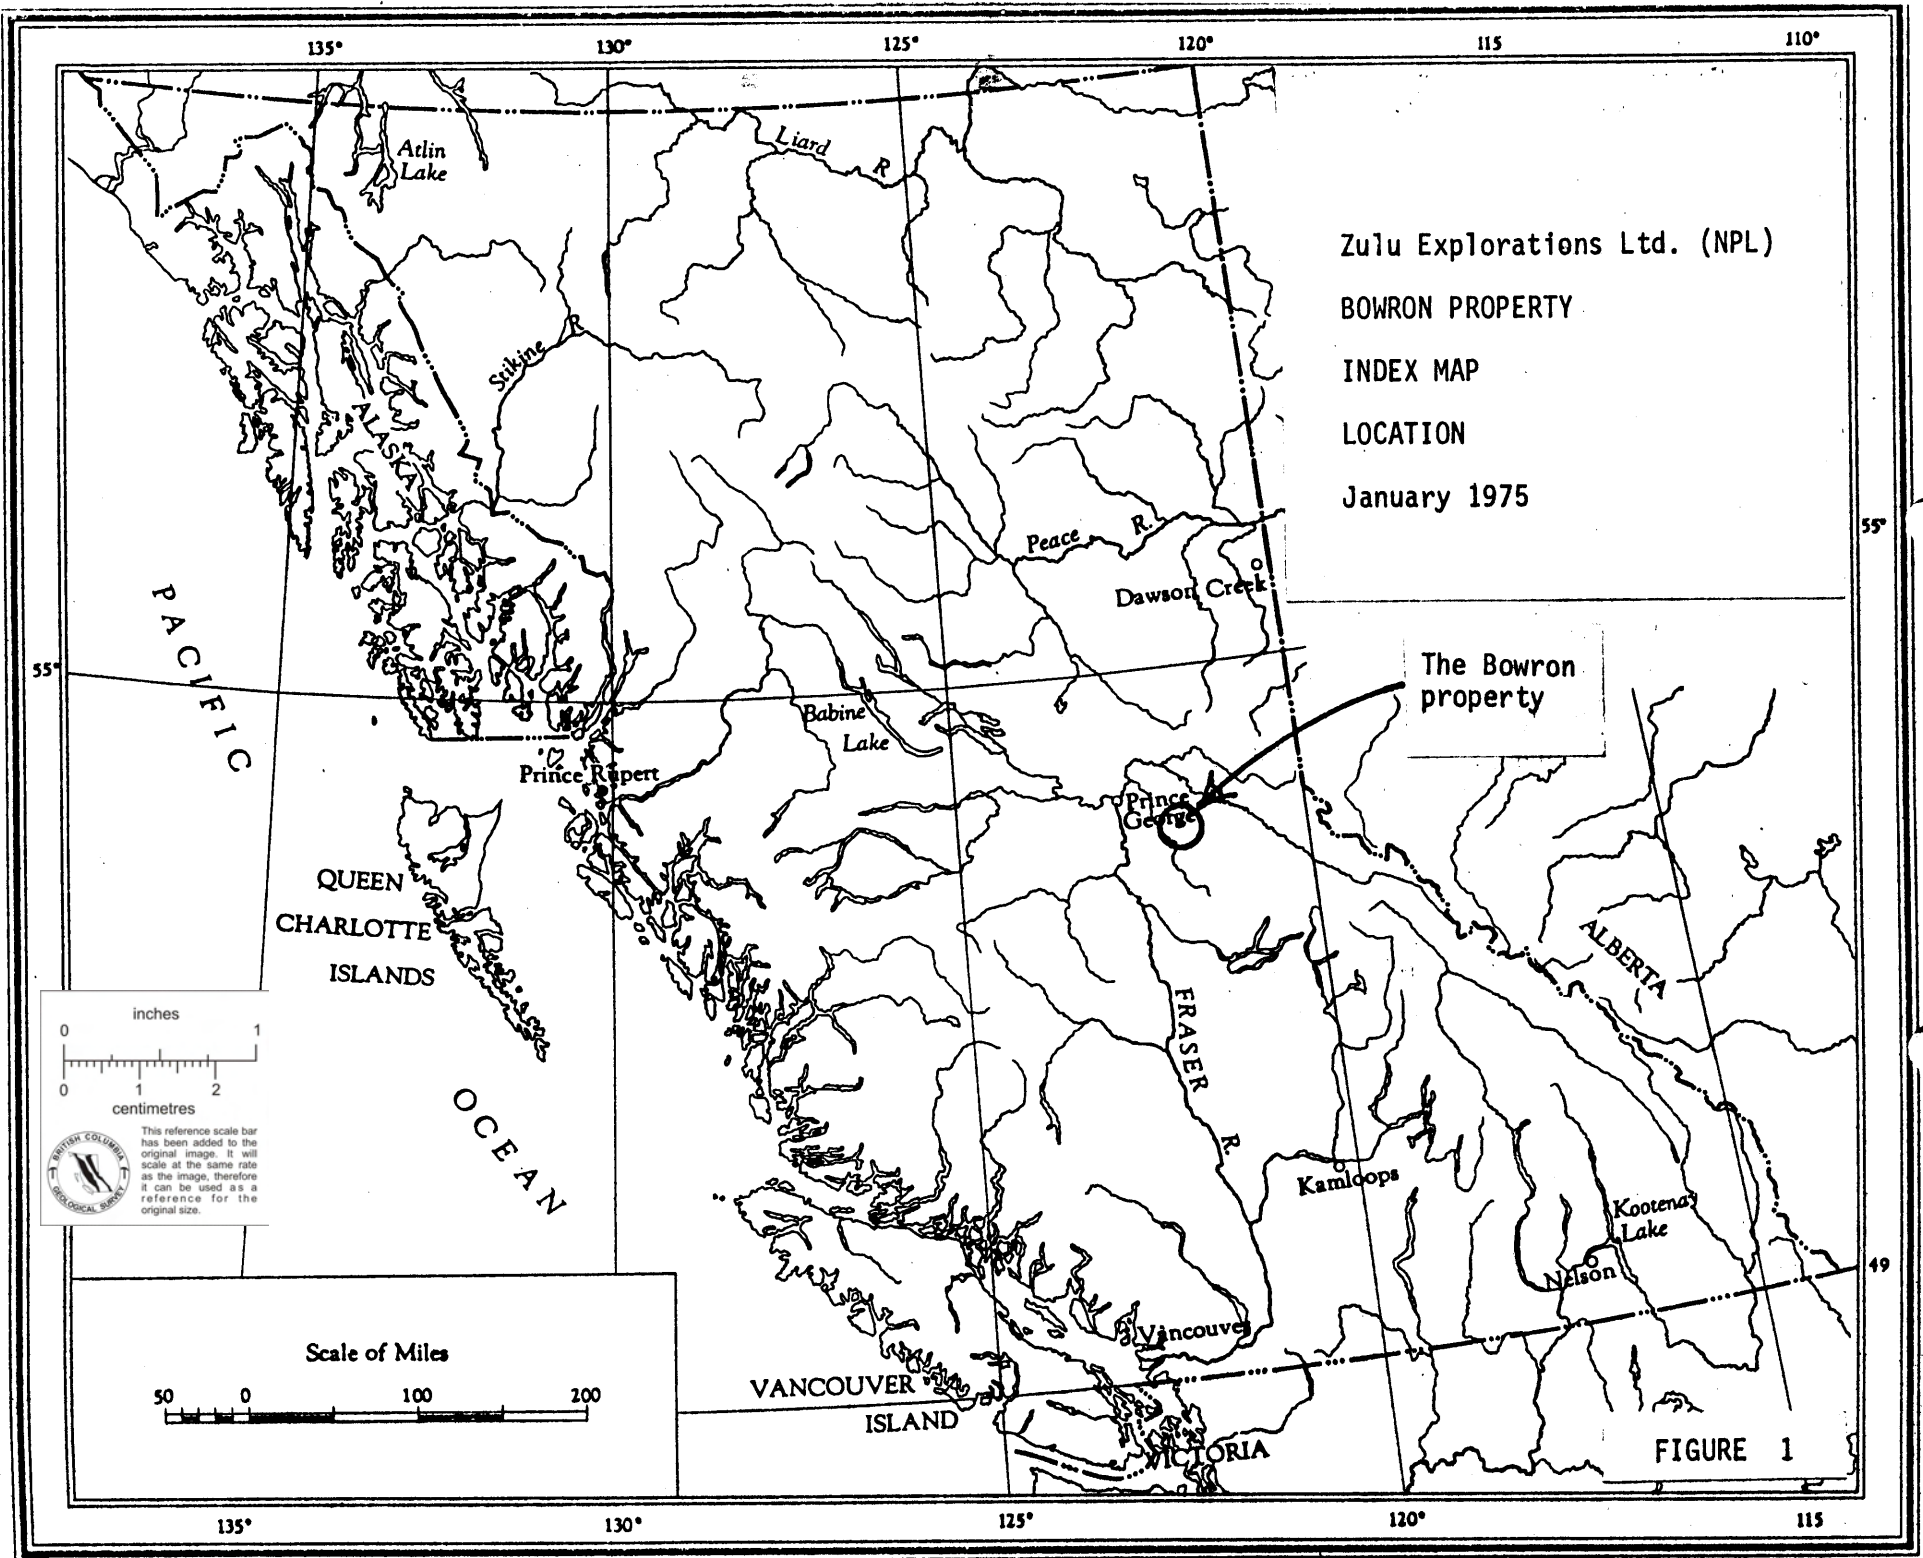 135°
130°
125°
120°
115
110°
Atlin
Lake
Liard
R
Zulu Explorations Ltd. (NPL)
BOWRON PROPERTY
INDEX MAP
LOCATION
January 1975
Stikine
R
ALASKA
Peace
R.
55°
Dawson Creek
PACIFIC
55°
The Bowron
property
Babine
Lake
Prince Rupert
Prince
George
QUEEN
CHARLOTTE
ISLANDS
ALBERTA
FRASER
R.
inches
0
1
0
1
2
centimetres
This reference scale bar
has been added to the
original image. It will
scale at the same rate
as the image, therefore
it can be used as a
reference for the
original size.
BRITISH COLUMBIA
GEOLOGICAL SURVEY
OCEAN
Kamloops
Kootenay
Lake
Nelson
49
Vancouver
Scale of Miles
50
0
100
200
VANCOUVER
ISLAND
VICTORIA
FIGURE 1
135°
130°
125°
120°
115